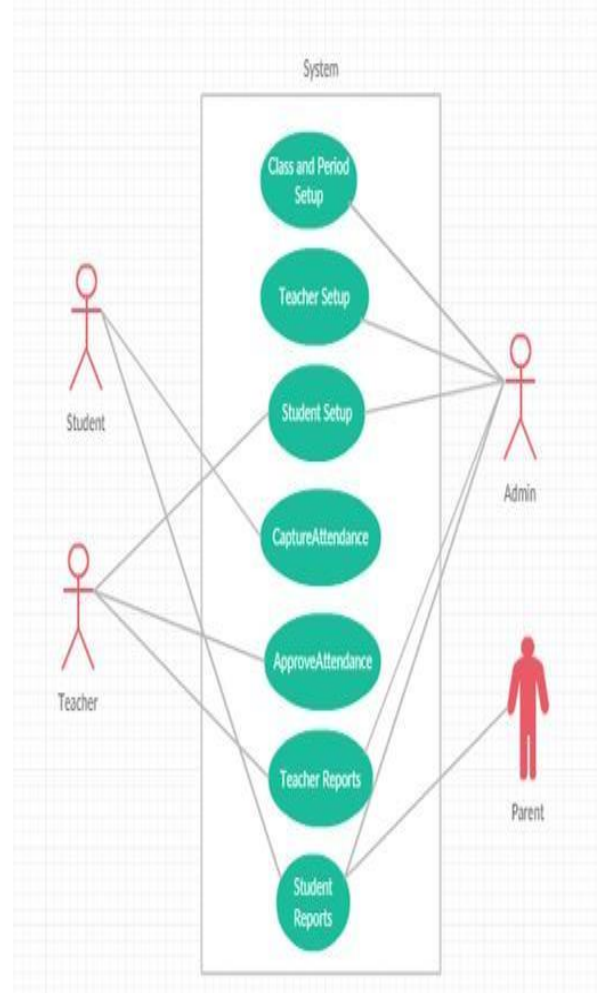 System
Class and Period
Setup
Teacher Setup
Student Setup
Student
CaptureAttendance
Admin
ApproveAttendance
Teacher
Teacher Reports
Parent
Student
Reports